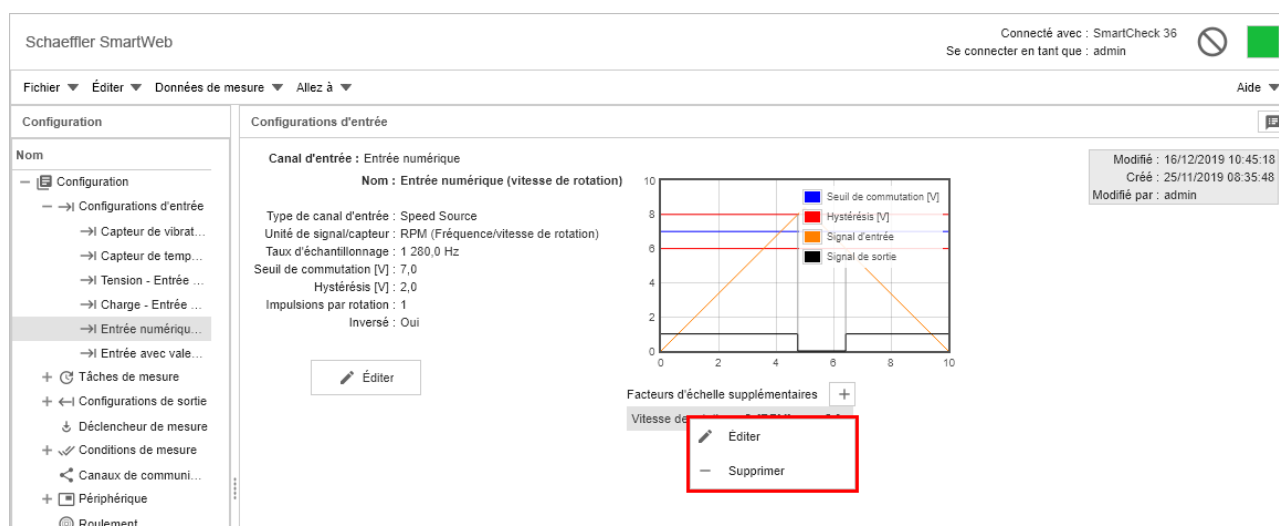 Schaeffler SmartWeb
Connecté avec : SmartCheck 36
Se connecter en tant que : admin
Fichier Éditer Données de mesure Allez à Aide
Configuration
Configurations d'entrée
Nom
Configuration
Configurations d'entrée
Capteur de vibrat...
Capteur de temp...
Tension - Entrée ...
Charge - Entrée ...
Entrée numériqu...
Entrée avec vale...
Tâches de mesure
Configurations de sortie
Déclencheur de mesure
Conditions de mesure
Canaux de communi...
Périphérique
Roulement
Canal d'entrée : Entrée numérique
Nom : Entrée numérique (vitesse de rotation)
Type de canal d'entrée : Speed Source
Unité de signal/capteur : RPM (Fréquence/vitesse de rotation)
Taux d'échantillonnage : 1 280,0 Hz
Seuil de commutation [V] : 7,0
Hystérésis [V] : 2,0
Impulsions par rotation : 1
Inversé : Oui
Éditer
10
8
6
4
2
0
0 2 4 6 8 10
Seuil de commutation [V]
Hystérésis [V]
Signal d'entrée
Signal de sortie
Facteurs d'échelle supplémentaires
Vitesse de
Éditer
Supprimer
Modifié : 16/12/2019 10:45:18
Créé : 25/11/2019 08:35:48
Modifié par : admin